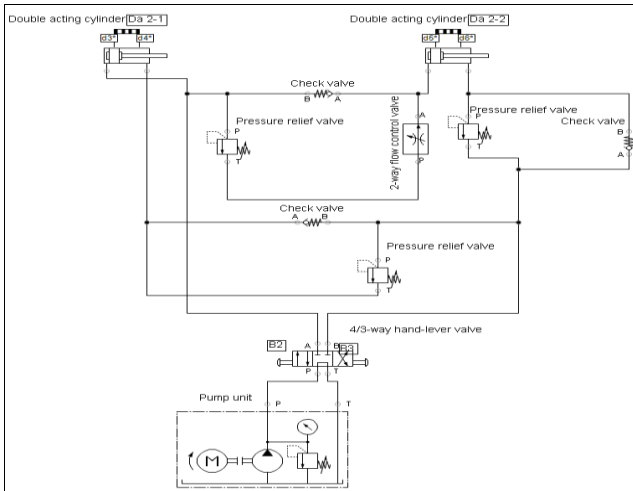 Double acting cylinder Da 2-1
Double acting cylinder Da 2-2
d3* d4*
d5* d6*
Check valve
B A
Pressure relief valve
P
T
2-way flow control valve
A
P
Pressure relief valve
P
T
Check valve
B
A
Check valve
A B
Pressure relief valve
P
T
4/3-way hand-lever valve
B2 A B B3
P T
Pump unit
P T
M